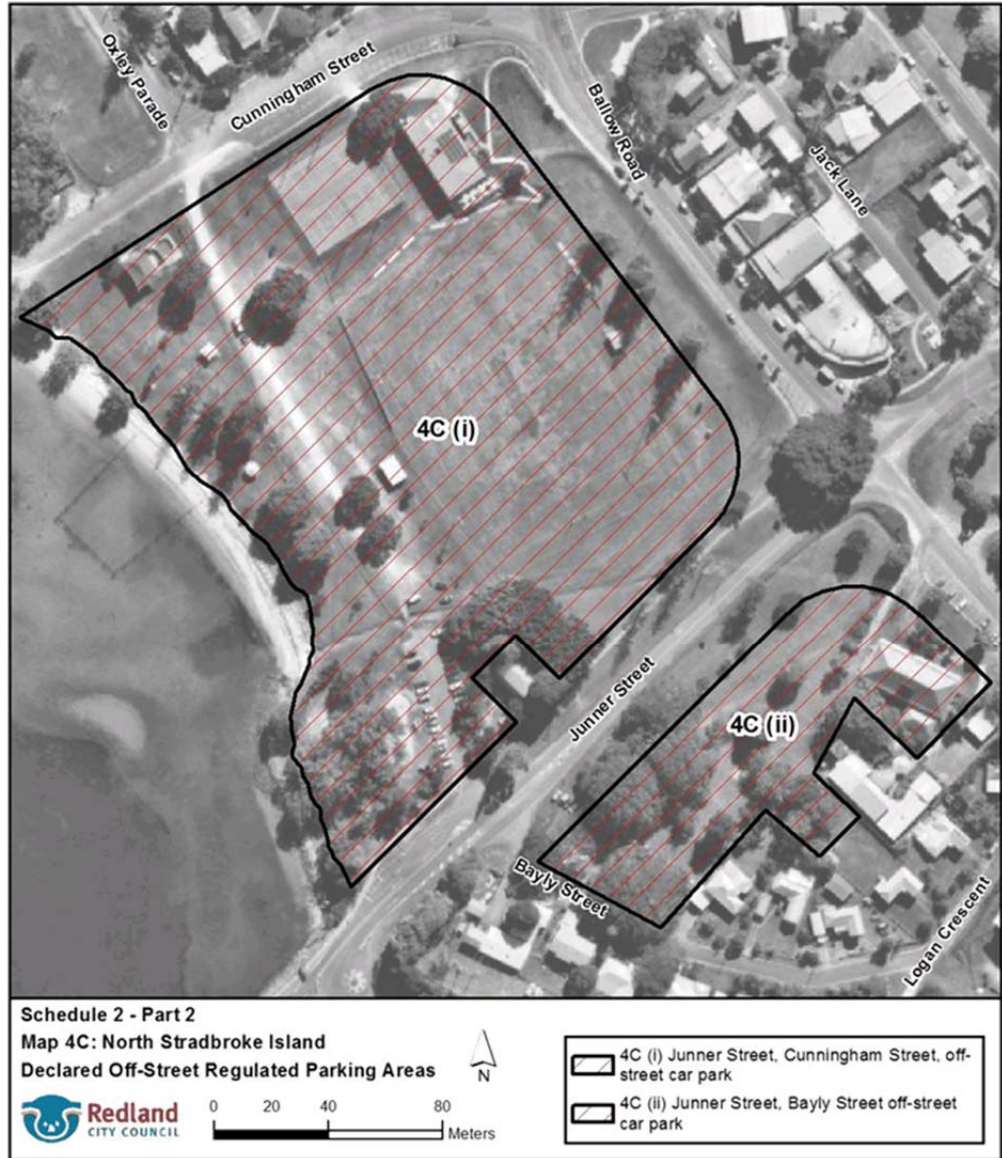 Oxley Parade
Cunningham Street
Ballow Road
Jack Lane
4C (i)
Junner Street
4C (ii)
Bayly Street
Logan Crescent
Schedule 2 - Part 2
Map 4C: North Stradbroke Island
Declared Off-Street Regulated Parking Areas
N
Redland
CITY COUNCIL
0 20 40 80
Meters
4C (i) Junner Street, Cunningham Street, off-
street car park
4C (ii) Junner Street, Bayly Street off-street
car park